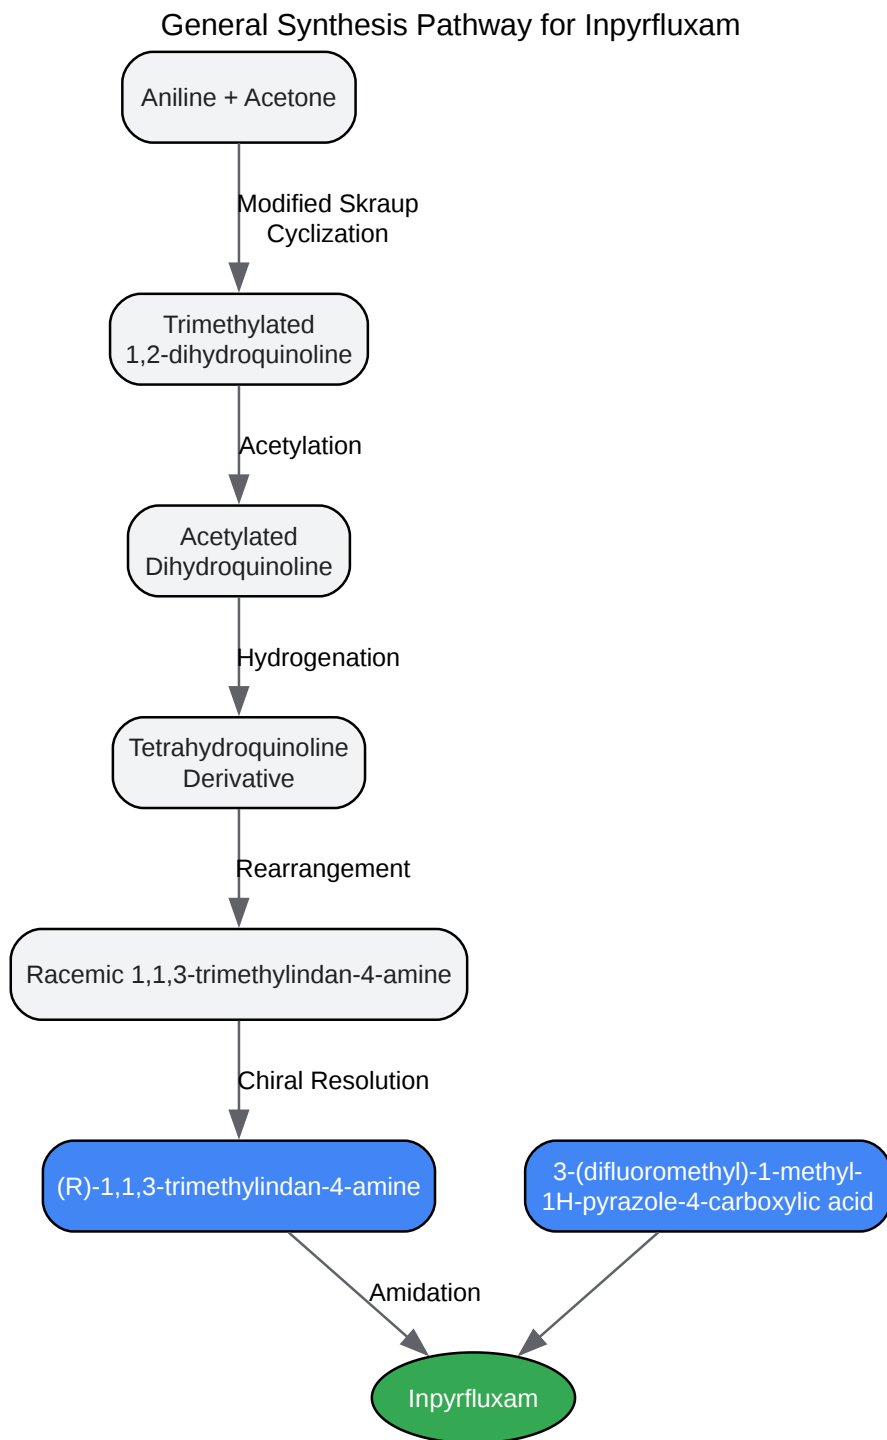 General Synthesis Pathway for Inpyrfluxam
Aniline + Acetone
Modified Skraup
Cyclization
Trimethylated
1,2-dihydroquinoline
Acetylation
Acetylated
Dihydroquinoline
Hydrogenation
Tetrahydroquinoline
Derivative
Rearrangement
Racemic 1,1,3-trimethylindan-4-amine
Chiral Resolution
(R)-1,1,3-trimethylindan-4-amine
3-(difluoromethyl)-1-methyl-
1H-pyrazole-4-carboxylic acid
Amidation
Inpyrfluxam